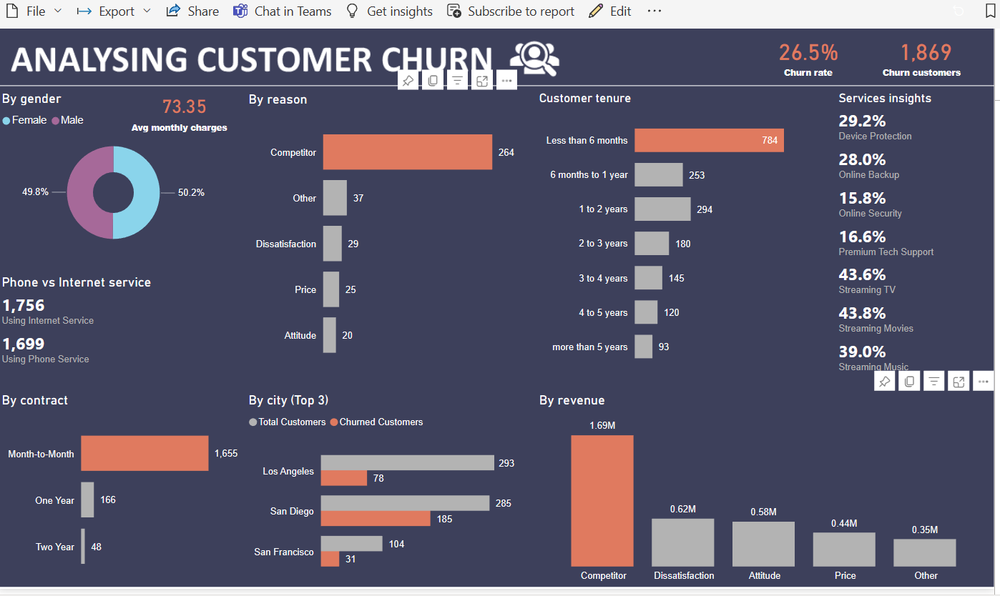 File Export Share Chat in Teams Get insights Subscribe to report Edit
ANALYSING CUSTOMER CHURN
26.5%
Churn rate
1,869
Churn customers
By gender
Female Male
73.35
Avg monthly charges
49.8%
50.2%
Phone vs Internet service
1,756
Using Internet Service
1,699
Using Phone Service
By reason
Competitor 264
Other 37
Dissatisfaction 29
Price 25
Attitude 20
Customer tenure
Less than 6 months 784
6 months to 1 year 253
1 to 2 years 294
2 to 3 years 180
3 to 4 years 145
4 to 5 years 120
more than 5 years 93
Services insights
29.2%
Device Protection
28.0%
Online Backup
15.8%
Online Security
16.6%
Premium Tech Support
43.6%
Streaming TV
43.8%
Streaming Movies
39.0%
Streaming Music
By contract
Month-to-Month 1,655
One Year 166
Two Year 48
By city (Top 3)
Total Customers Churned Customers
Los Angeles 293
78
San Diego 285
185
San Francisco 104
31
By revenue
1.69M
0.62M
0.58M
0.44M
0.35M
Competitor Dissatisfaction Attitude Price Other